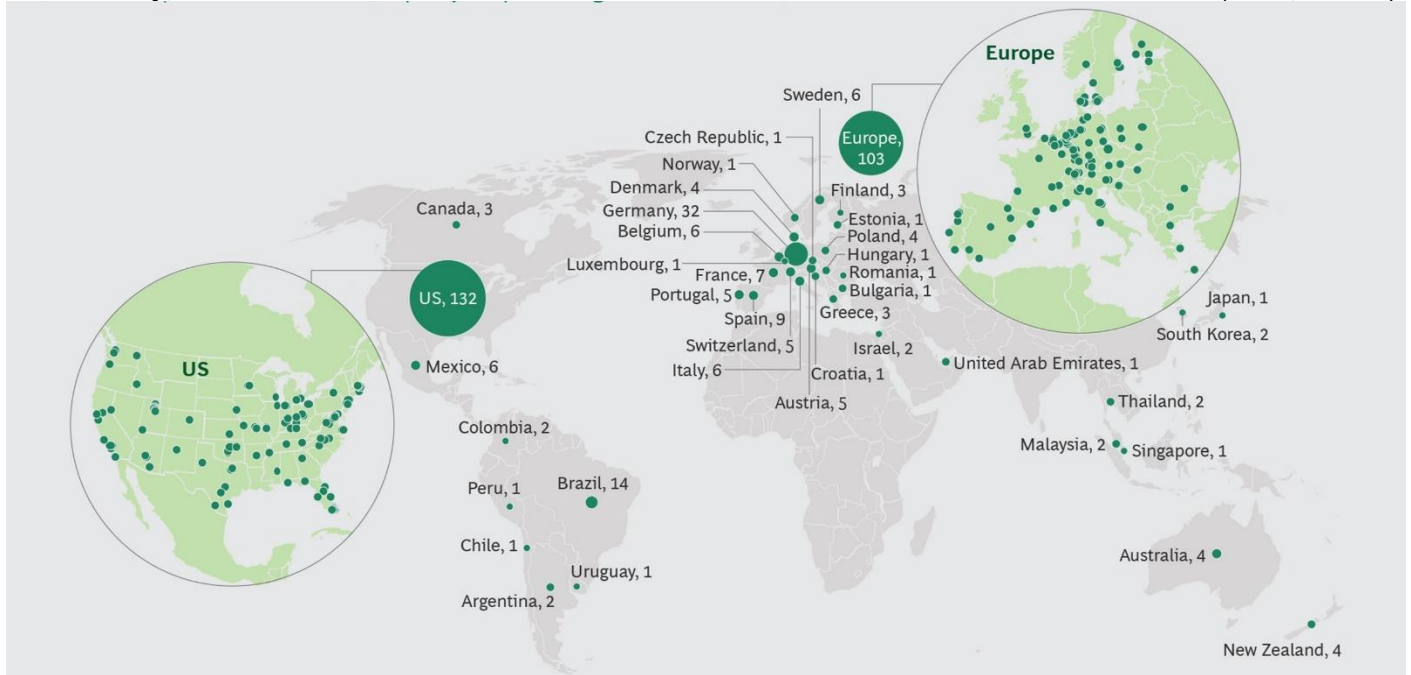 Europe
Sweden, 6
Europe,
103
Czech Republic, 1
Norway, 1
Finland, 3
Denmark, 4
Canada, 3
Germany, 32
Estonia, 1
Belgium, 6
Poland, 4
Hungary, 1
Luxembourg, 1
France, 7
Romania, 1
Bulgaria, 1
US, 132
Portugal, 5
Spain, 9
Greece, 3
Japan, 1
South Korea, 2
Switzerland, 5
Israel, 2
United Arab Emirates, 1
US
Mexico, 6
Italy, 6
Croatia, 1
Austria, 5
Thailand, 2
Colombia, 2
Malaysia, 2
Singapore, 1
Peru, 1
Brazil, 14
Chile, 1
Uruguay, 1
Australia, 4
Argentina, 2
New Zealand, 4